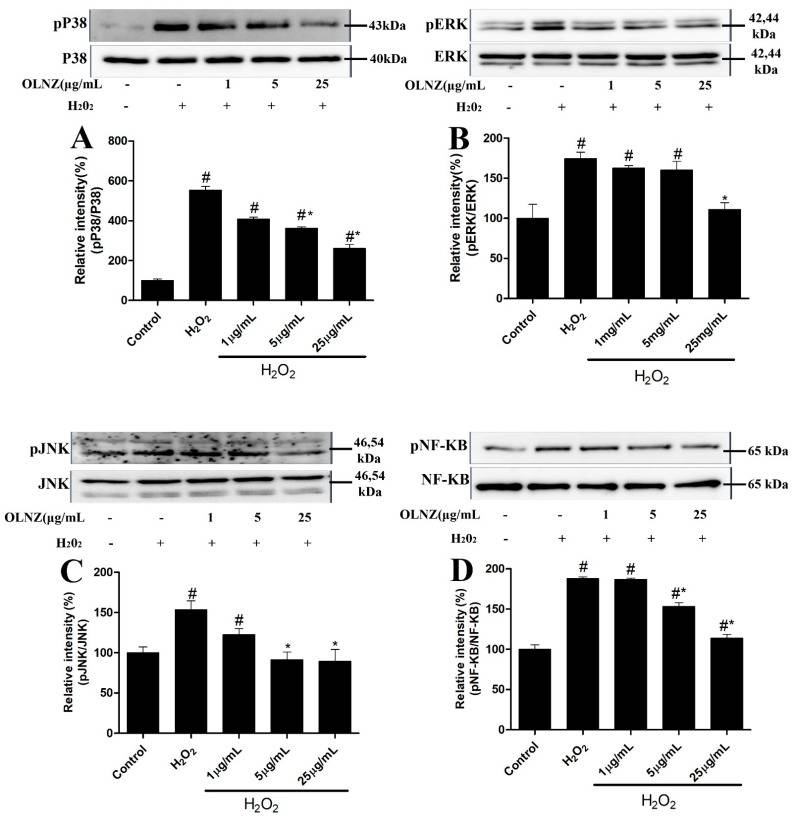 pP38
43kDa
P38
40kDa
OLNZ(μg/mL
-
-
1
5
25
H2O2
-
+
+
+
+
pERK
42,44
kDa
ERK
42,44
kDa
OLNZ(μg/mL
-
-
1
5
25
H2O2
-
+
+
+
+
A
Relative intensity(%)
(pP38/P38)
800
600
400
200
0
#
#
#*
#*
Control
H2O2
1μg/mL
5μg/mL
25μg/mL
H2O2
B
Relative intensity(%)
(pERK/ERK)
200
150
100
50
0
#
#
#
*
Control
H2O2
1mg/mL
5mg/mL
25mg/mL
H2O2
pJNK
46,54
kDa
JNK
46,54
kDa
OLNZ(μg/mL
-
-
1
5
25
H2O2
-
+
+
+
+
pNF-KB
65 kDa
NF-KB
65 kDa
OLNZ(μg/mL
-
-
1
5
25
H2O2
-
+
+
+
+
C
Relative intensity (%)
(pJNK/JNK)
200
150
100
50
0
#
#
*
*
Control
H2O2
1μg/mL
5μg/mL
25μg/mL
H2O2
D
Relative intensity (%)
(pNF-KB/NF-KB)
200
150
100
50
0
#
#
#*
#*
Control
H2O2
1μg/mL
5μg/mL
25μg/mL
H2O2